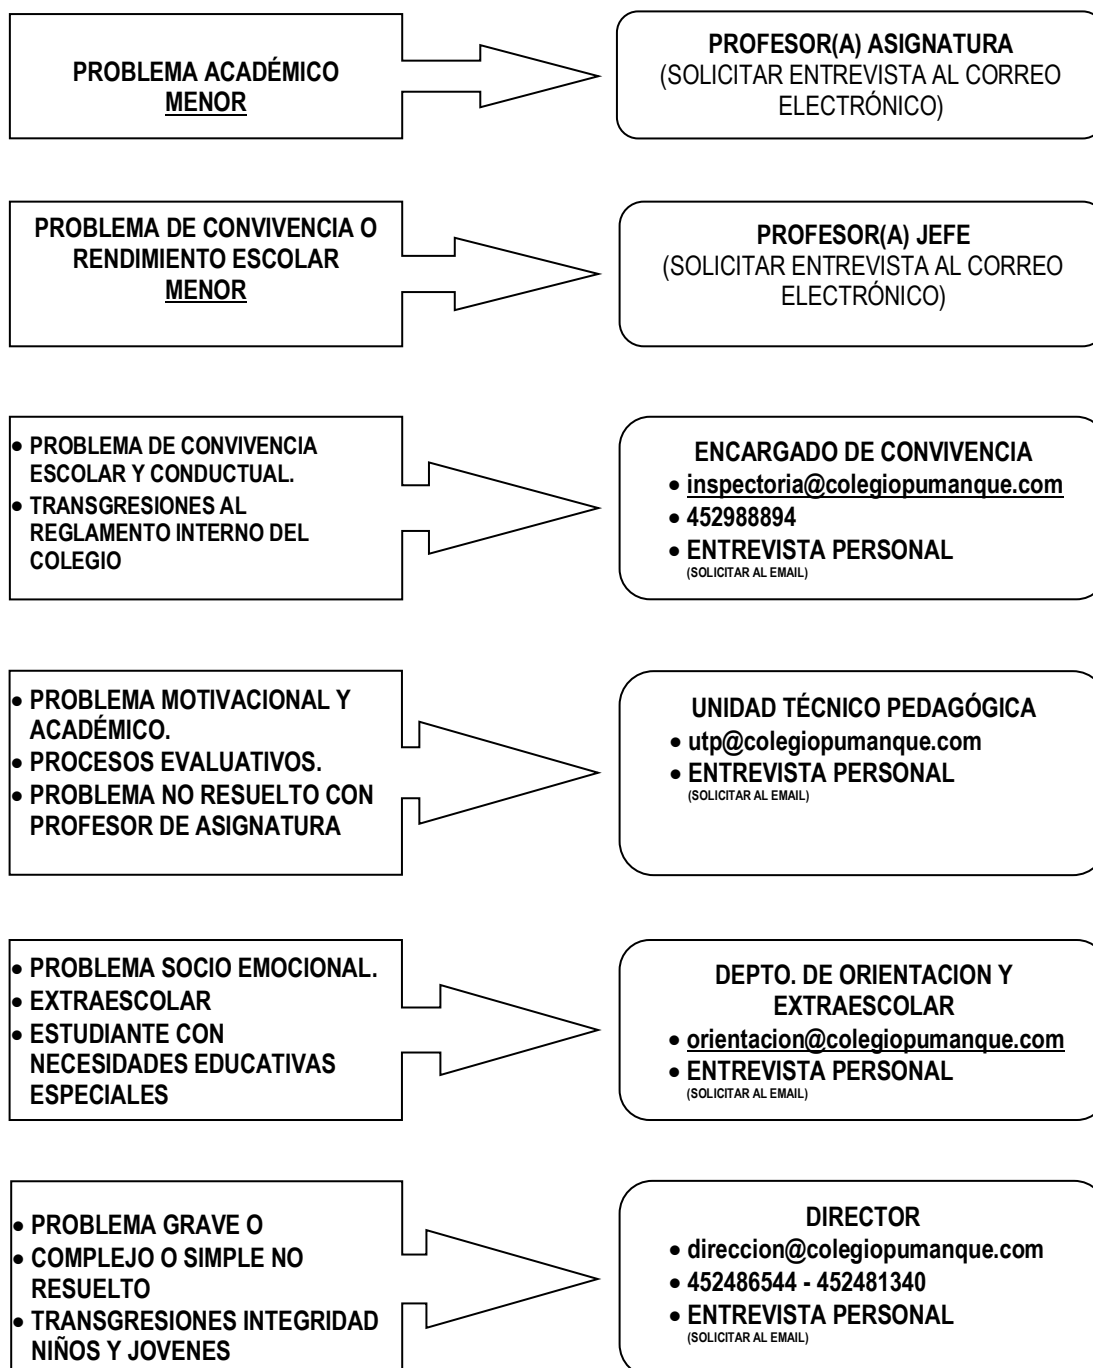 PROBLEMA ACADÉMICO
MENOR
PROFESOR(A) ASIGNATURA
(SOLICITAR ENTREVISTA AL CORREO
ELECTRÓNICO)
PROBLEMA DE CONVIVENCIA O
RENDIMIENTO ESCOLAR
MENOR
PROFESOR(A) JEFE
(SOLICITAR ENTREVISTA AL CORREO
ELECTRÓNICO)
• PROBLEMA DE CONVIVENCIA
ESCOLAR Y CONDUCTUAL.
• TRANSGRESIONES AL
REGLAMENTO INTERNO DEL
COLEGIO
ENCARGADO DE CONVIVENCIA
• inspectoria@colegiopumanque.com
• 452988894
• ENTREVISTA PERSONAL
(SOLICITAR AL EMAIL)
• PROBLEMA MOTIVACIONAL Y
ACADÉMICO.
• PROCESOS EVALUATIVOS.
• PROBLEMA NO RESUELTO CON
PROFESOR DE ASIGNATURA
UNIDAD TÉCNICO PEDAGÓGICA
• utp@colegiopumanque.com
• ENTREVISTA PERSONAL
(SOLICITAR AL EMAIL)
• PROBLEMA SOCIO EMOCIONAL.
• EXTRAESCOLAR
• ESTUDIANTE CON
NECESIDADES EDUCATIVAS
ESPECIALES
DEPTO. DE ORIENTACION Y
EXTRAESCOLAR
• orientacion@colegiopumanque.com
• ENTREVISTA PERSONAL
(SOLICITAR AL EMAIL)
• PROBLEMA GRAVE O
• COMPLEJO O SIMPLE NO
RESUELTO
• TRANSGRESIONES INTEGRIDAD
NIÑOS Y JOVENES
DIRECTOR
• direccion@colegiopumanque.com
• 452486544 - 452481340
• ENTREVISTA PERSONAL
(SOLICITAR AL EMAIL)